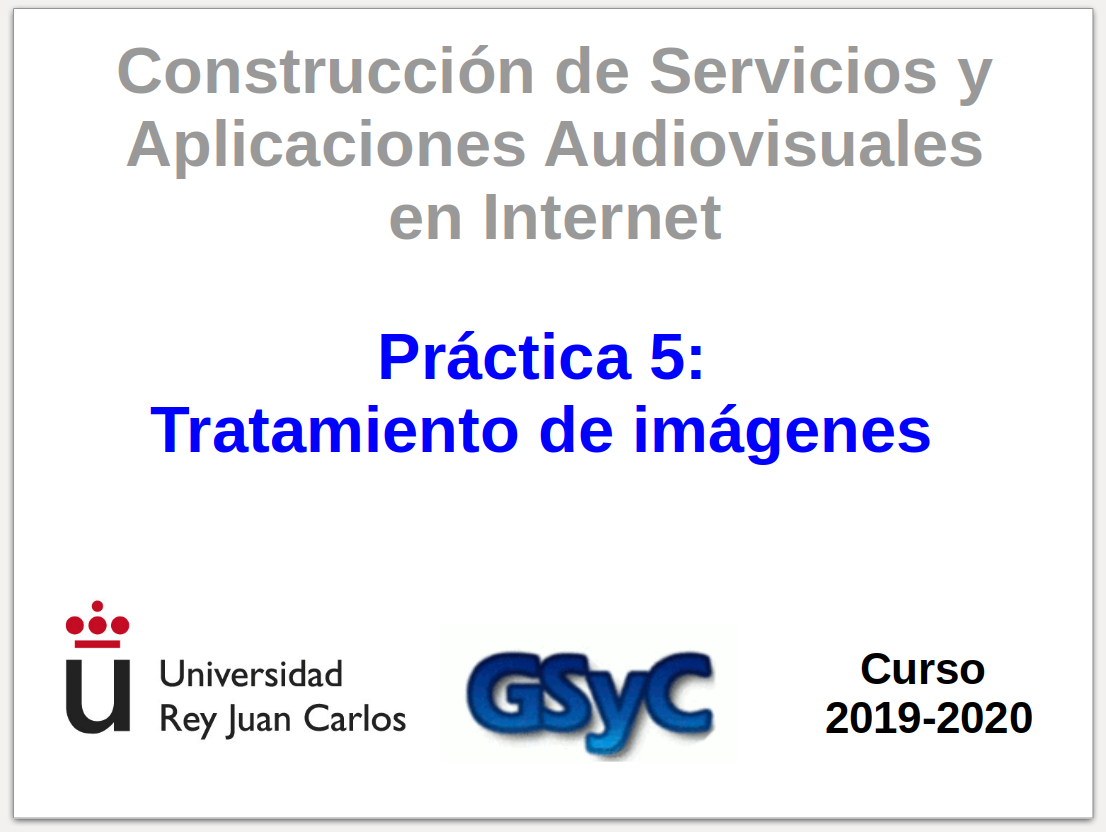 Construcción de Servicios y
Aplicaciones Audiovisuales
en Internet
Práctica 5:
Tratamiento de imágenes
u
Universidad
Rey Juan Carlos
GSyC
Curso
2019-2020